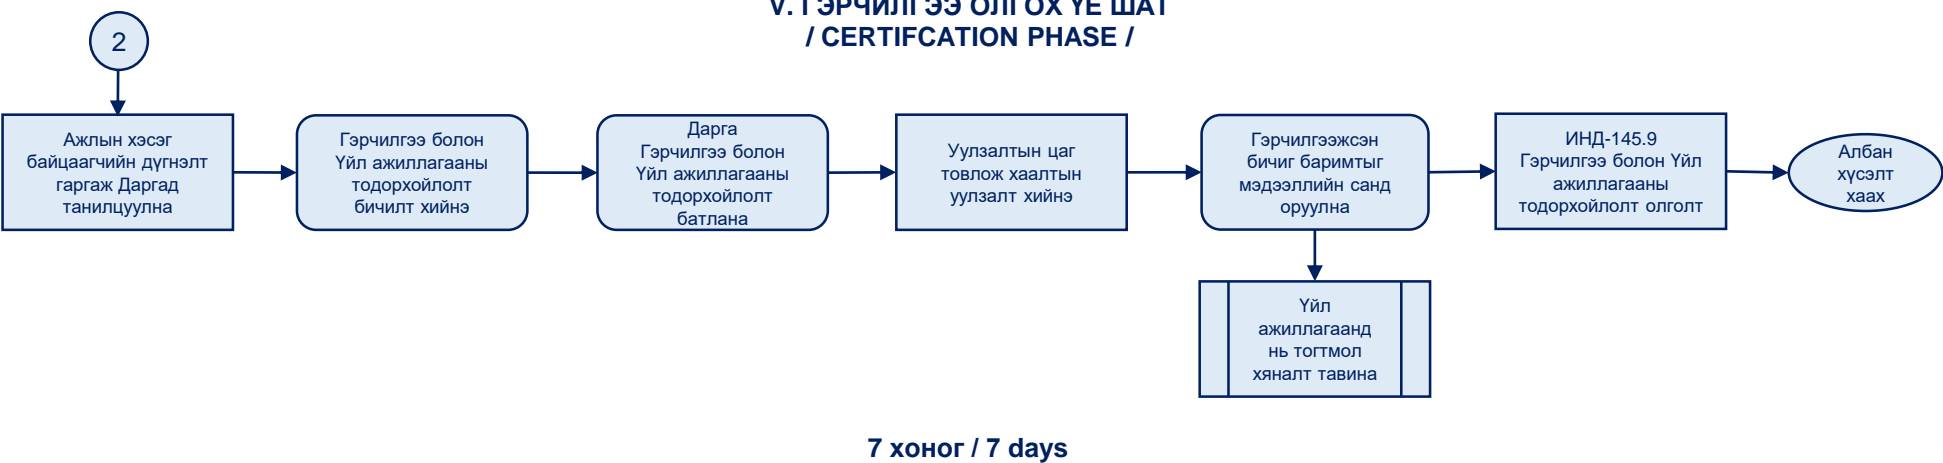 V. ГЭРЧИЛГЭЭ ОЛГОХ ҮЕ ШАТ
/ CERTIFCATION PHASE /
2
Ажлын хэсэг
байцаагчийн дүгнэлт
гаргаж Даргад
танилцуулна
Гэрчилгээ болон
Үйл ажиллагааны
тодорхойлолт
бичилт хийнэ
Дарга
Гэрчилгээ болон
Үйл ажиллагааны
тодорхойлолт
батлана
Уулзалтын цаг
товлож хаалтын
уулзалт хийнэ
Гэрчилгээжсэн
бичиг баримтыг
мэдээллийн санд
оруулна
ИНД-145.9
Гэрчилгээ болон Үйл
ажиллагааны
тодорхойлолт олголт
Албан
хүсэлт
хаах
Үйл
ажиллагаанд
нь тогтмол
хяналт тавина
7 хоног / 7 days